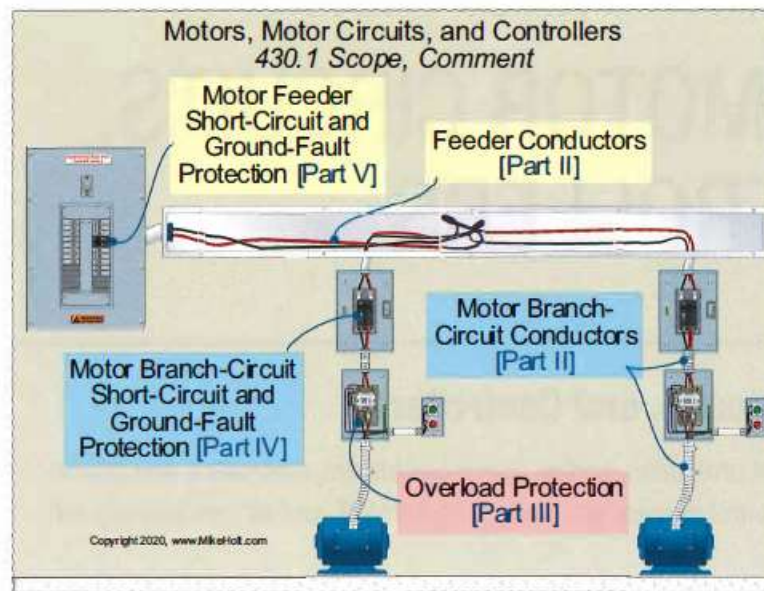 Motors, Motor Circuits, and Controllers
430.1 Scope, Comment
Motor Feeder
Short-Circuit and
Ground-Fault
Protection [Part V]
Feeder Conductors
[Part II]
Motor Branch-Circuit
Short-Circuit and
Ground-Fault
Protection [Part IV]
Motor Branch-
Circuit Conductors
[Part II]
Overload Protection
[Part III]
Copyright 2020, www.MikeHolt.com